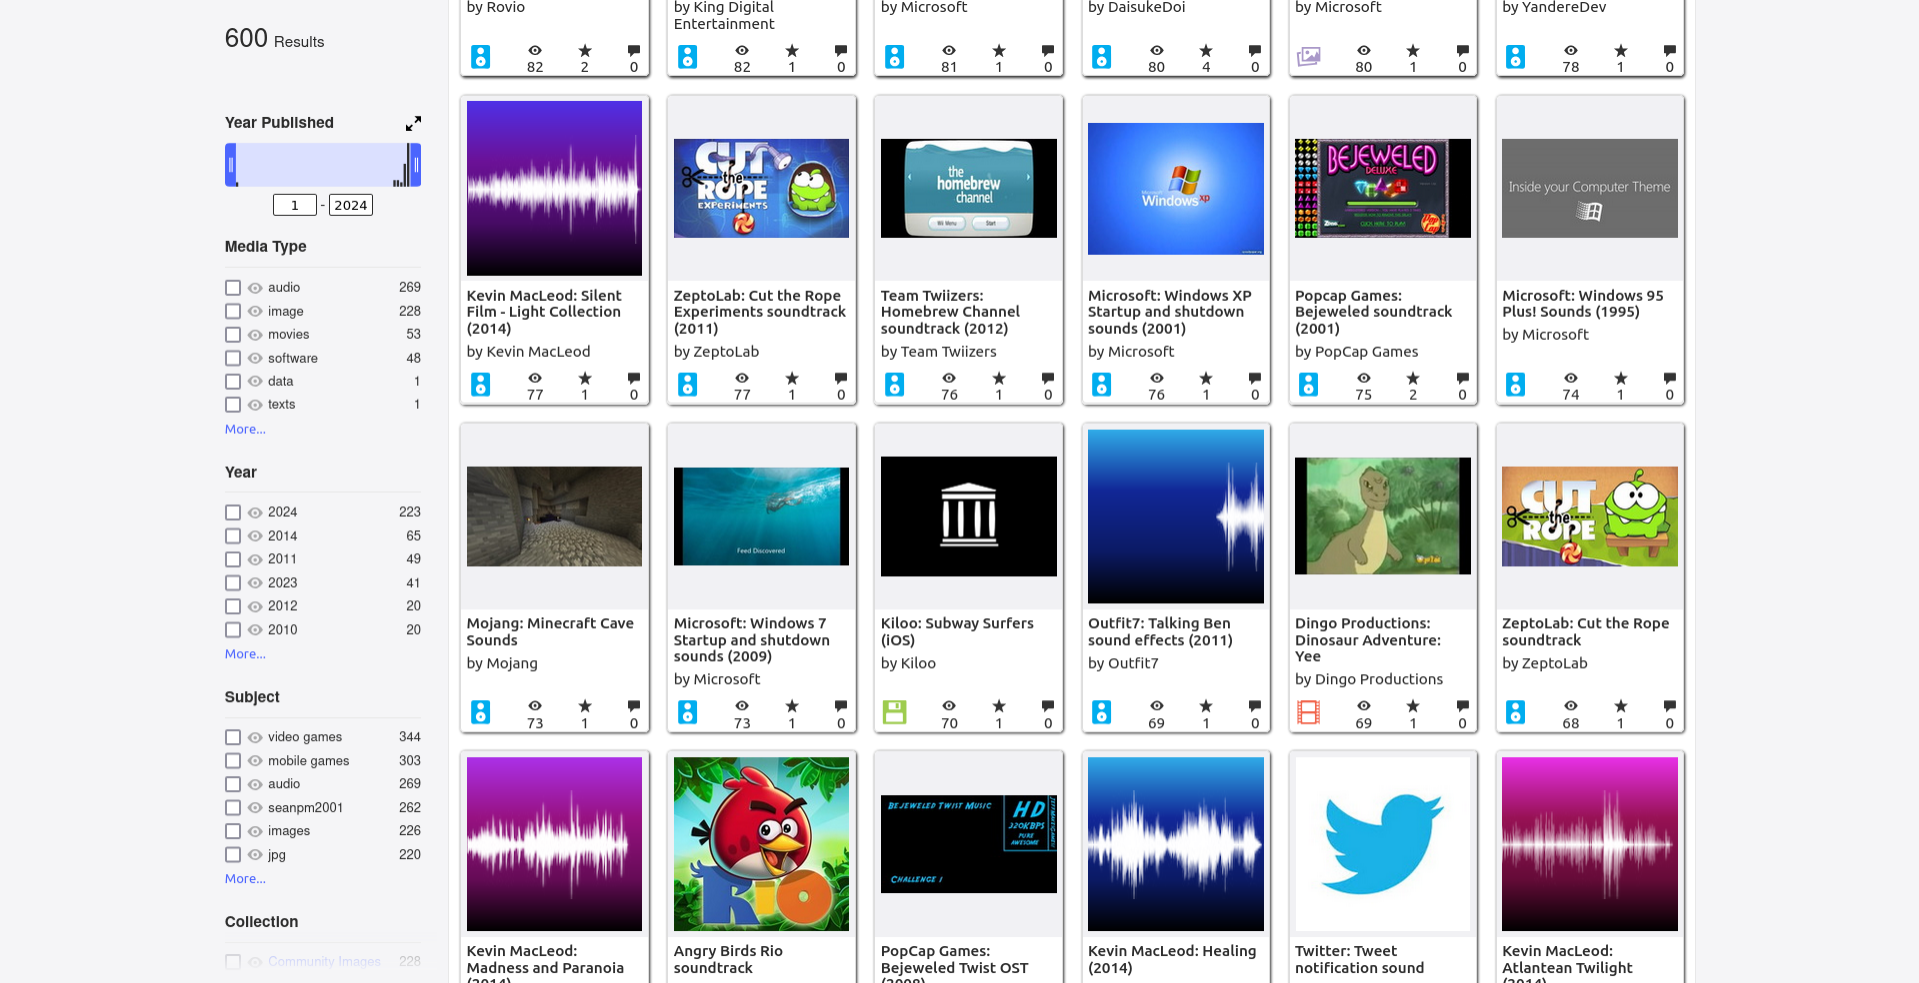 600 Results
Year Published
1 - 2024
Media Type
audio 269
image 228
movies 53
software 48
data 1
texts 1
More...
Year
2024 223
2014 65
2011 49
2023 41
2012 20
2010 20
More...
Subject
video games 344
mobile games 303
audio 269
seanpm2001 262
images 226
jpg 220
More...
Collection
Community Images 228
by Rovio
82 2 0
by King Digital
Entertainment
82 1 0
by Microsoft
81 1 0
by DaisukeDoi
80 4 0
by Microsoft
80 1 0
by YandereDev
78 1 0
Kevin MacLeod: Silent
Film - Light Collection
(2014)
by Kevin MacLeod
77 1 0
CUT
the
ROPE
EXPERIMENTS
ZeptoLab: Cut the Rope
Experiments soundtrack
(2011)
by ZeptoLab
77 1 0
the
homebrew
channel
Wii Menu
Start
Team Twiizers:
Homebrew Channel
soundtrack (2012)
by Team Twiizers
76 1 0
Microsoft
Windows xp
Microsoft: Windows XP
Startup and shutdown
sounds (2001)
by Microsoft
76 1 0
BEJEWELED
DELUXE
CLICK HERE TO PLAY
Pop
Cap
Popcap Games:
Bejeweled soundtrack
(2001)
by PopCap Games
75 2 0
Inside your Computer Theme
Microsoft: Windows 95
Plus! Sounds (1995)
by Microsoft
74 1 0
Mojang: Minecraft Cave
Sounds
by Mojang
73 1 0
Feed Discovered
Microsoft: Windows 7
Startup and shutdown
sounds (2009)
by Microsoft
73 1 0
Kiloo: Subway Surfers
(iOS)
by Kiloo
70 1 0
Outfit7: Talking Ben
sound effects (2011)
by Outfit7
69 1 0
Dingo Productions:
Dinosaur Adventure:
Yee
by Dingo Productions
69 1 0
CUT
the
ROPE
ZeptoLab: Cut the Rope
soundtrack
by ZeptoLab
68 1 0
Kevin MacLeod:
Madness and Paranoia
(2014)
RIO
Angry Birds Rio
soundtrack
BEJEWELED TWIST MUSIC
HD
320KBPS
PURE
AWESOME
CHALLENGE 1
PopCap Games:
Bejeweled Twist OST
(2008)
Kevin MacLeod: Healing
(2014)
Twitter: Tweet
notification sound
Kevin MacLeod:
Atlantean Twilight
(2014)